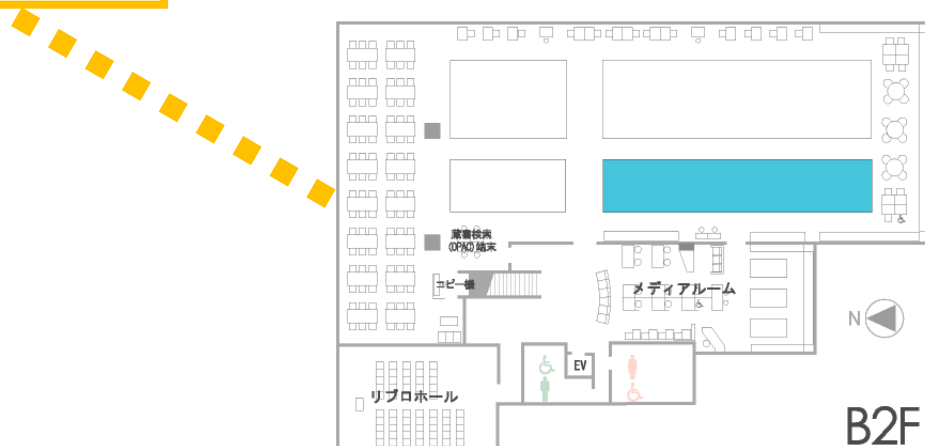 蔵書検索
(OPAC)端末
コピー機
メディアルーム
N
EV
リブロホール
B2F